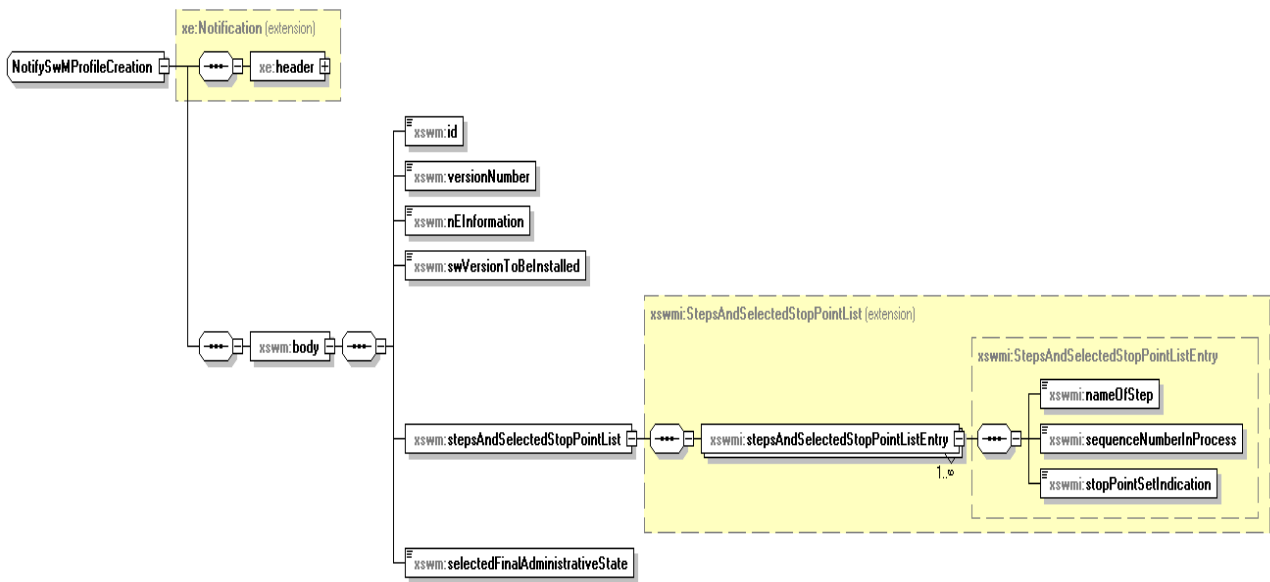 xe:Notification (extension)
NotifySwMProfileCreation
xe:header
xswm:id
xswm:versionNumber
xswm:nEInformation
xswm:swVersionToBeInstalled
xswmi:StepsAndSelectedStopPointList (extension)
xswm:body
xswmi:StepsAndSelectedStopPointListEntry
xswmi:nameOfStep
xswm:stepsAndSelectedStopPointList
xswmi:stepsAndSelectedStopPointListEntry
xswmi:sequenceNumberInProcess
1..∞
xswmi:stopPointSetIndication
xswm:selectedFinalAdministrativeState